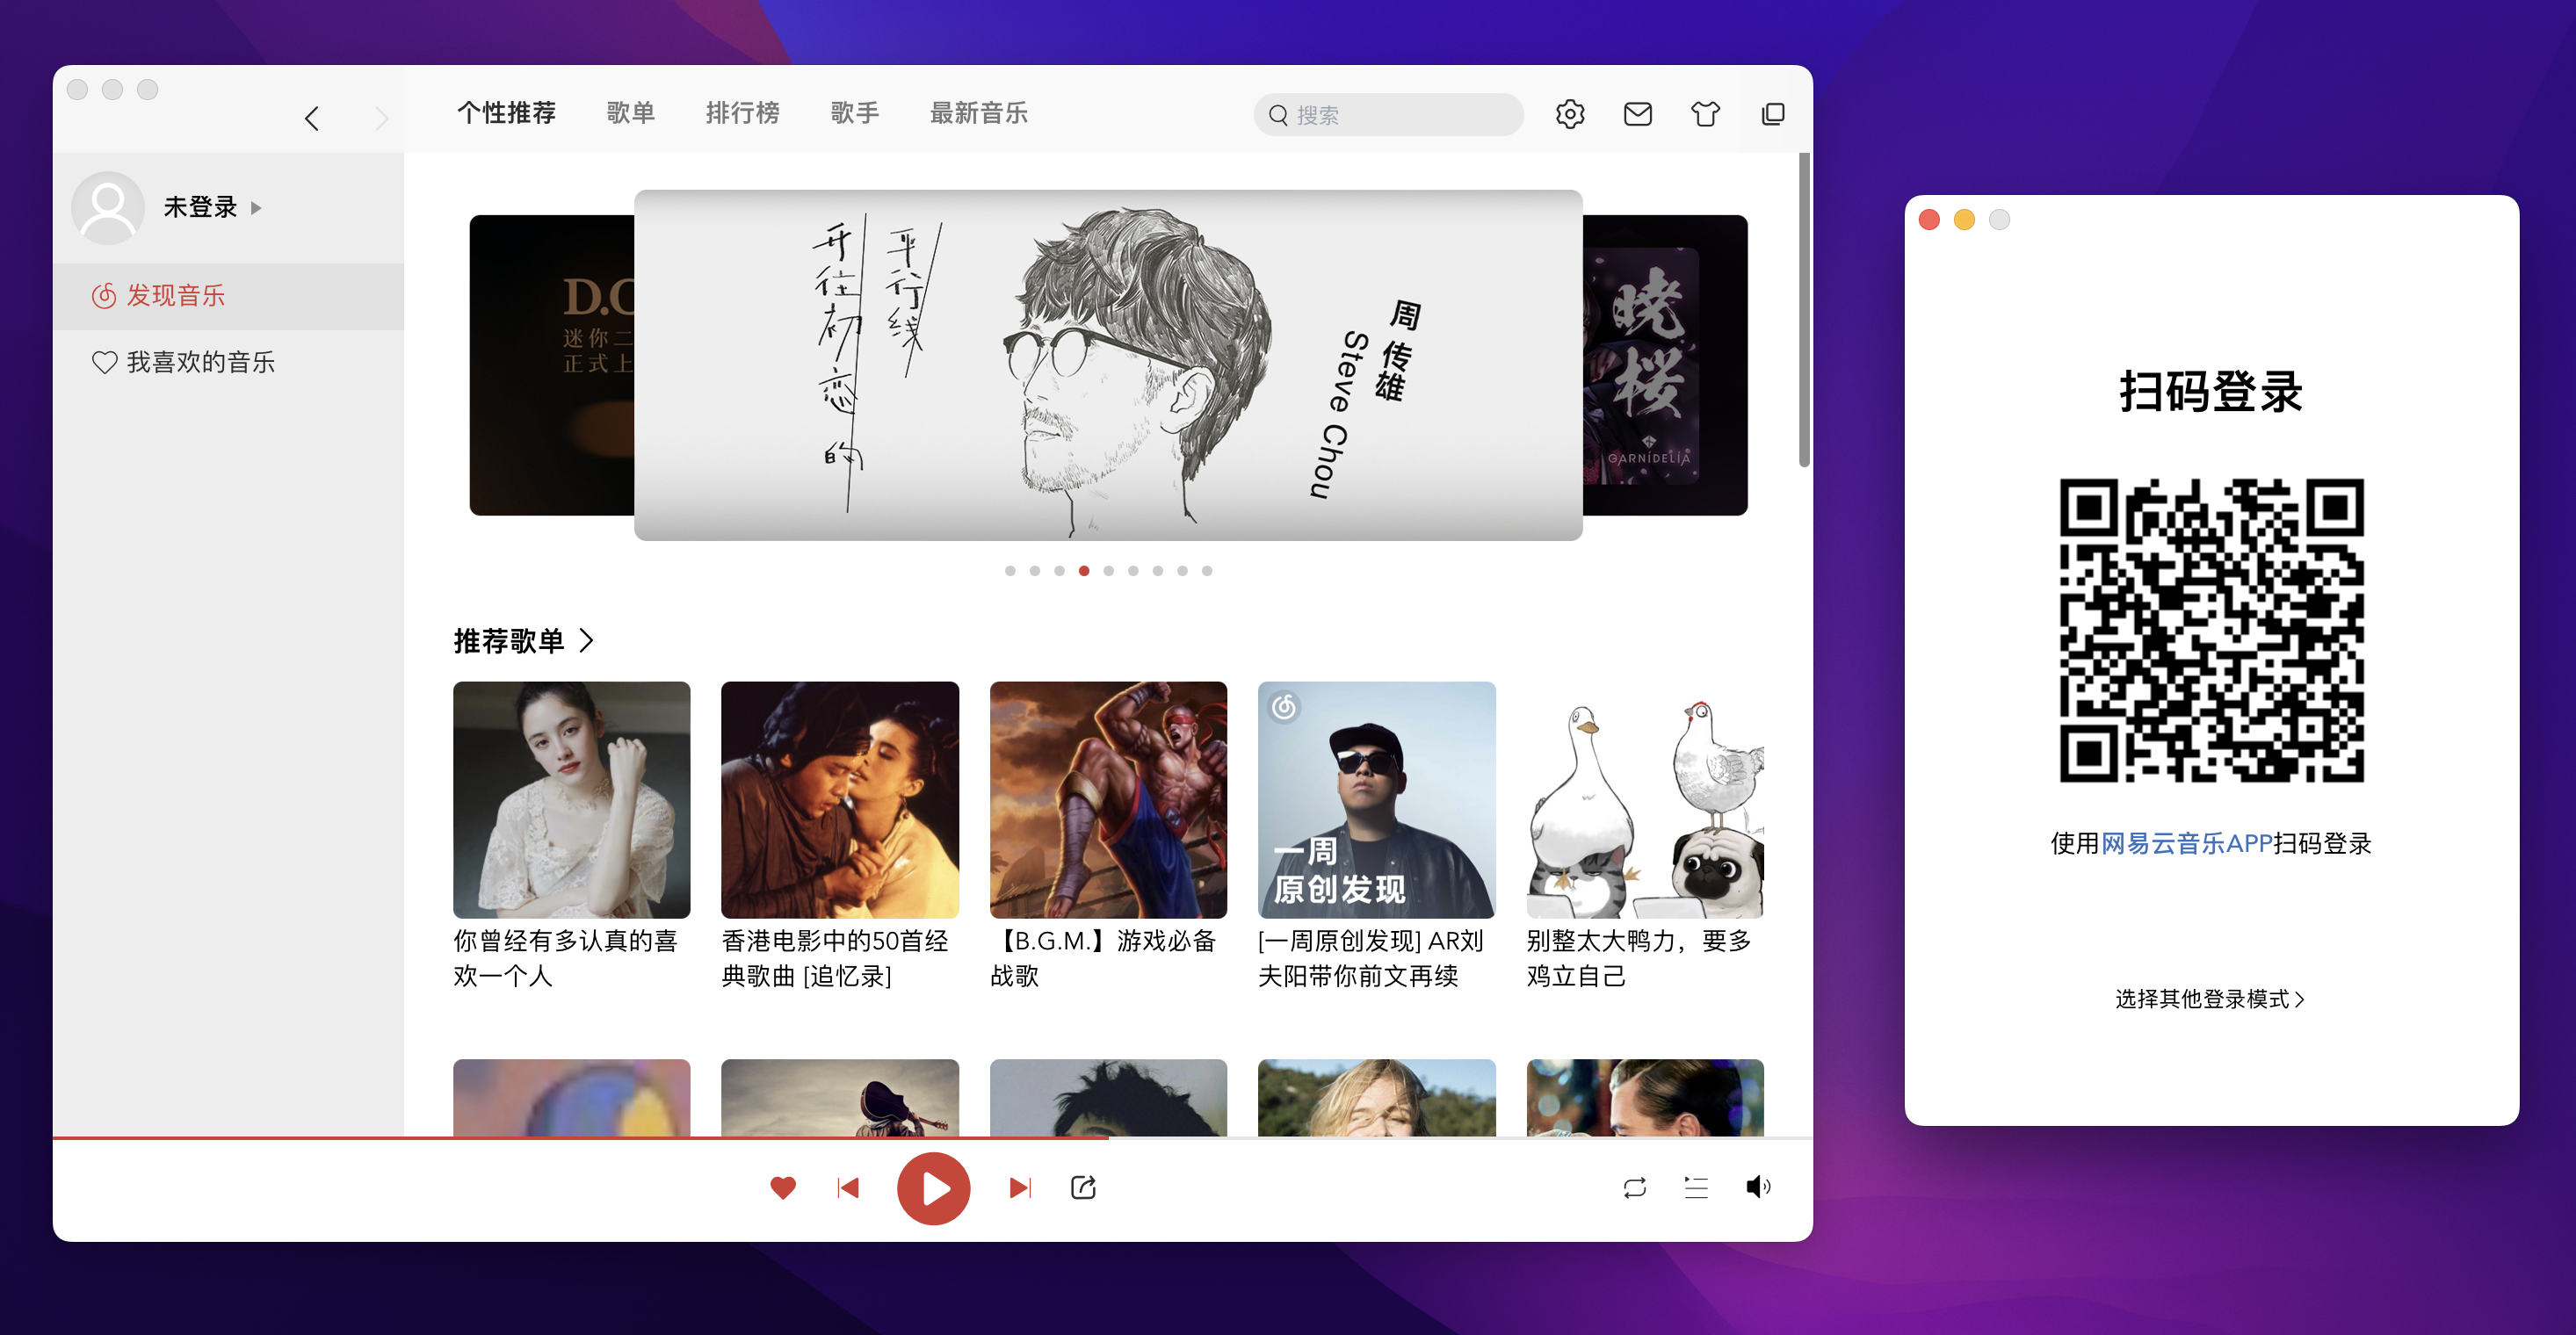 个性推荐
歌单
排行榜
歌手
最新音乐
搜索
未登录
发现音乐
我喜欢的音乐
D.C
迷你二
正式上
开往初恋的
平行线
周传雄
Steve Chou
晓桜
GARNiDELiA
推荐歌单
一周
原创发现
你曾经有多认真的喜
欢一个人
香港电影中的50首经
典歌曲 [追忆录]
【B.G.M.】游戏必备
战歌
[一周原创发现] AR刘
夫阳带你前文再续
别整太大鸭力，要多
鸡立自己
扫码登录
使用网易云音乐APP扫码登录
选择其他登录模式